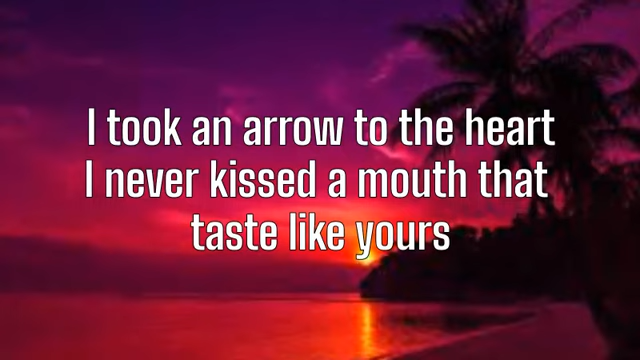 I took an arrow to the heart
I never kissed a mouth that
taste like yours